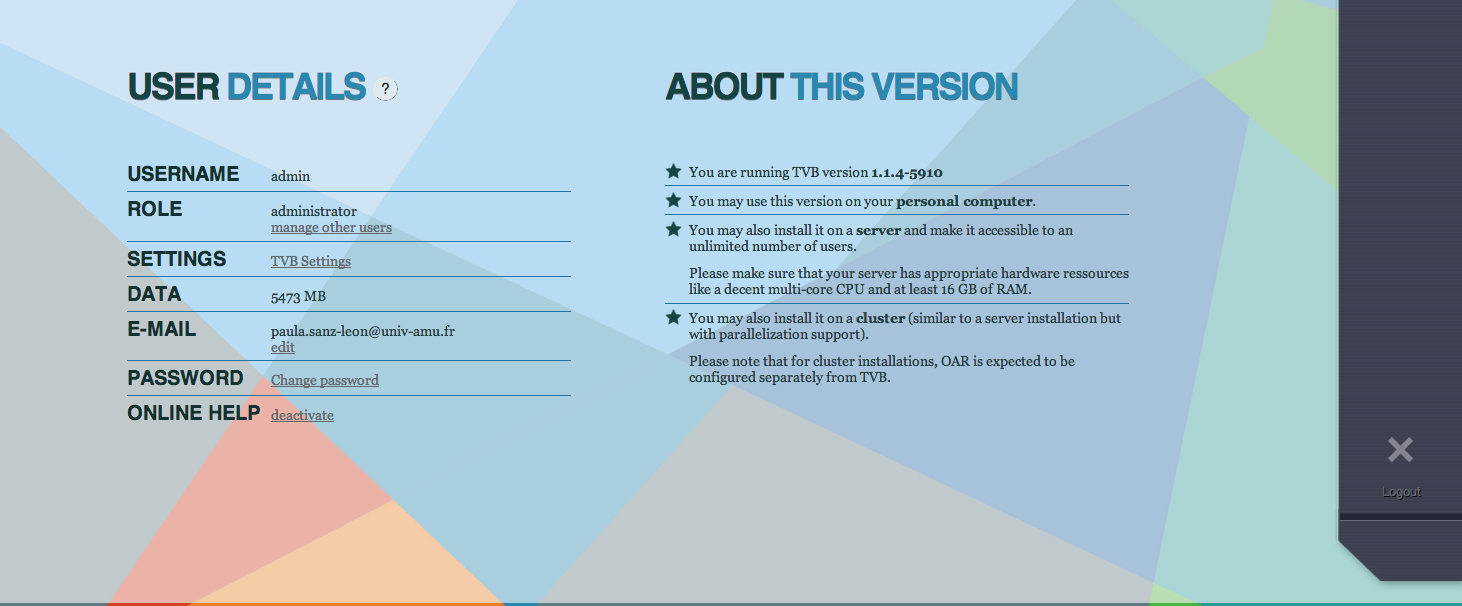 USER DETAILS ?
USERNAME admin
ROLE administrator
manage other users
SETTINGS TVB Settings
DATA 5473 MB
E-MAIL paula.sanz-leon@univ-amu.fr
edit
PASSWORD Change password
ONLINE HELP deactivate
ABOUT THIS VERSION
You are running TVB version 1.1.4-5910
You may use this version on your personal computer.
You may also install it on a server and make it accessible to an
unlimited number of users.
Please make sure that your server has appropriate hardware ressources
like a decent multi-core CPU and at least 16 GB of RAM.
You may also install it on a cluster (similar to a server installation but
with parallelization support).
Please note that for cluster installations, OAR is expected to be
configured separately from TVB.
Logout